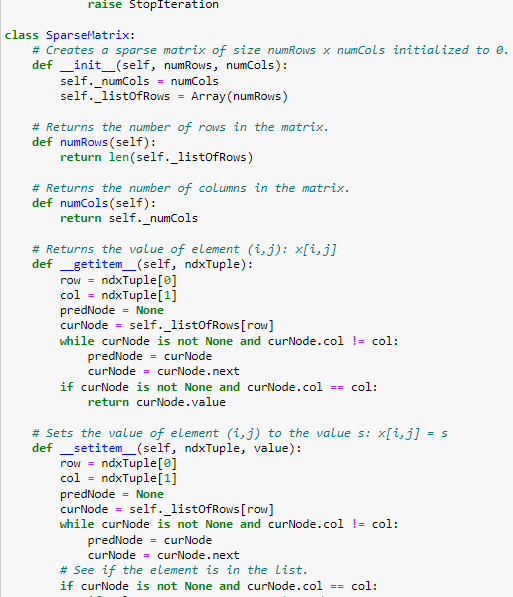 raise StopIteration
class SparseMatrix:
# Creates a sparse matrix of size numRows x numCols initialized to 0.
def __init__(self, numRows, numCols):
self._numCols = numCols
self._listOfRows = Array(numRows)
# Returns the number of rows in the matrix.
def numRows(self):
return len(self._listOfRows)
# Returns the number of columns in the matrix.
def numCols(self):
return self._numCols
# Returns the value of element (i,j): x[i,j]
def __getitem__(self, ndxTuple):
row = ndxTuple[0]
col = ndxTuple[1]
predNode = None
curNode = self._listOfRows[row]
while curNode is not None and curNode.col != col:
predNode = curNode
curNode = curNode.next
if curNode is not None and curNode.col == col:
return curNode.value
# Sets the value of element (i,j) to the value s: x[i,j] = s
def __setitem__(self, ndxTuple, value):
row = ndxTuple[0]
col = ndxTuple[1]
predNode = None
curNode = self._listOfRows[row]
while curNode is not None and curNode.col != col:
predNode = curNode
curNode = curNode.next
# See if the element is in the list.
if curNode is not None and curNode.col == col: